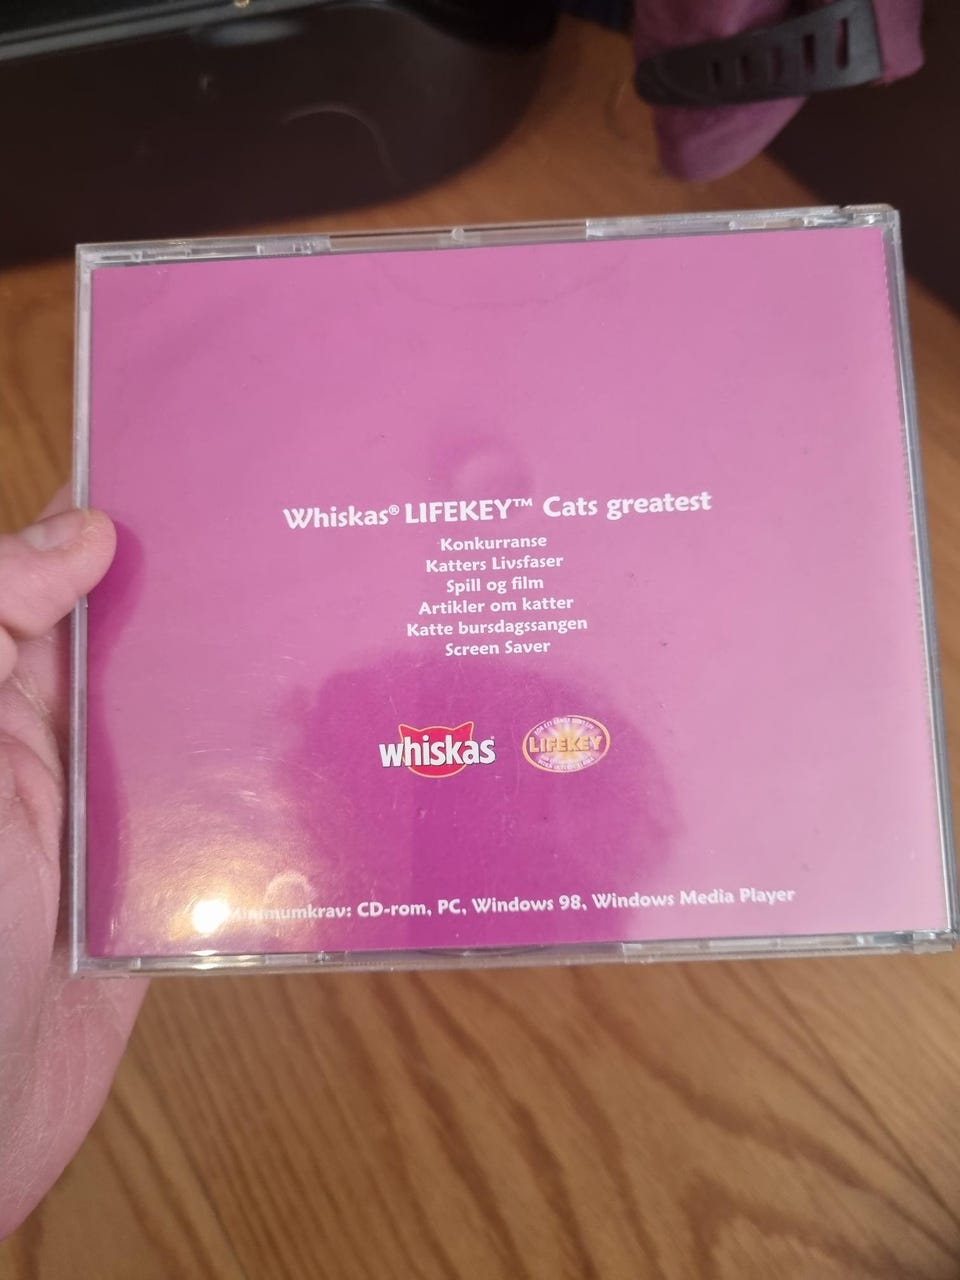 Whiskas® LIFEKEY™ Cats greatest
Konkurranse
Katters Livsfaser
Spill og film
Artikler om katter
Katte bursdagssangen
Screen Saver
whiskas
LIFEKEY
Minimumkrav: CD-rom, PC, Windows 98, Windows Media Player